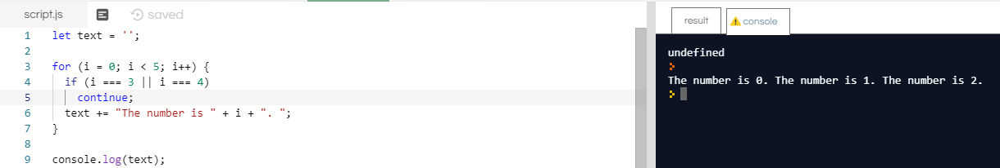 script.js saved
1 let text = '';
2
3 for (i = 0; i < 5; i++) {
4 if (i === 3 || i === 4)
5 continue;
6 text += "The number is " + i + ". ";
7 }
8
9 console.log(text);
result console
undefined
The number is 0. The number is 1. The number is 2.